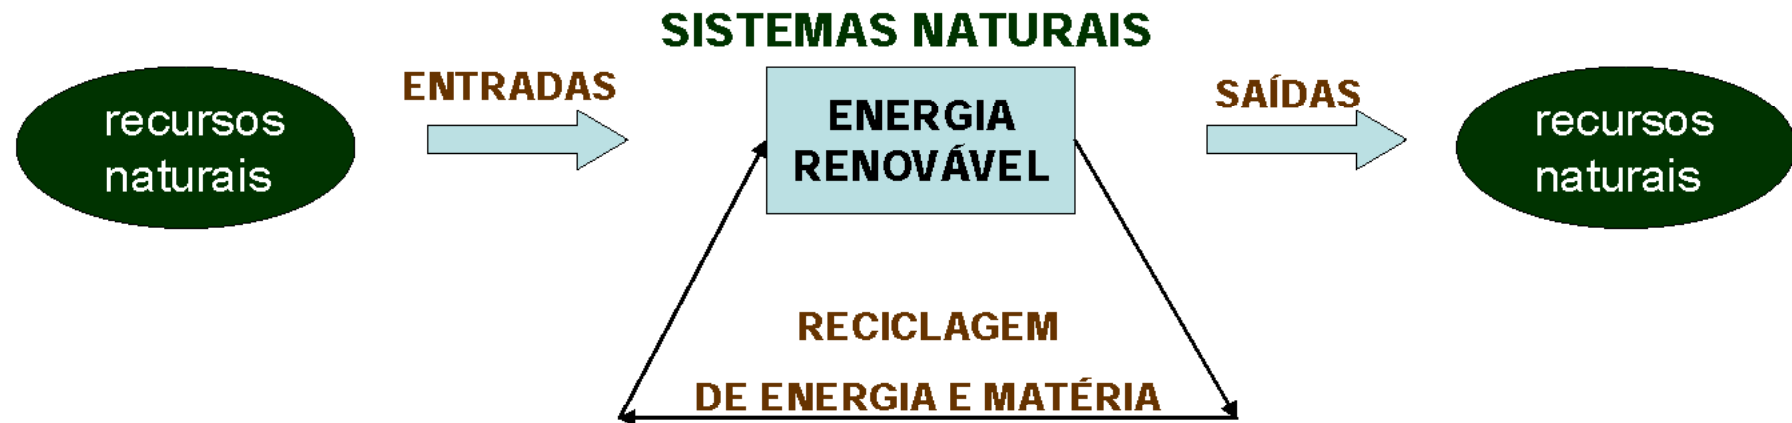 SISTEMAS NATURAIS
recursos
naturais
ENTRADAS
ENERGIA
RENOVÁVEL
SAÍDAS
recursos
naturais
RECICLAGEM
DE ENERGIA E MATÉRIA